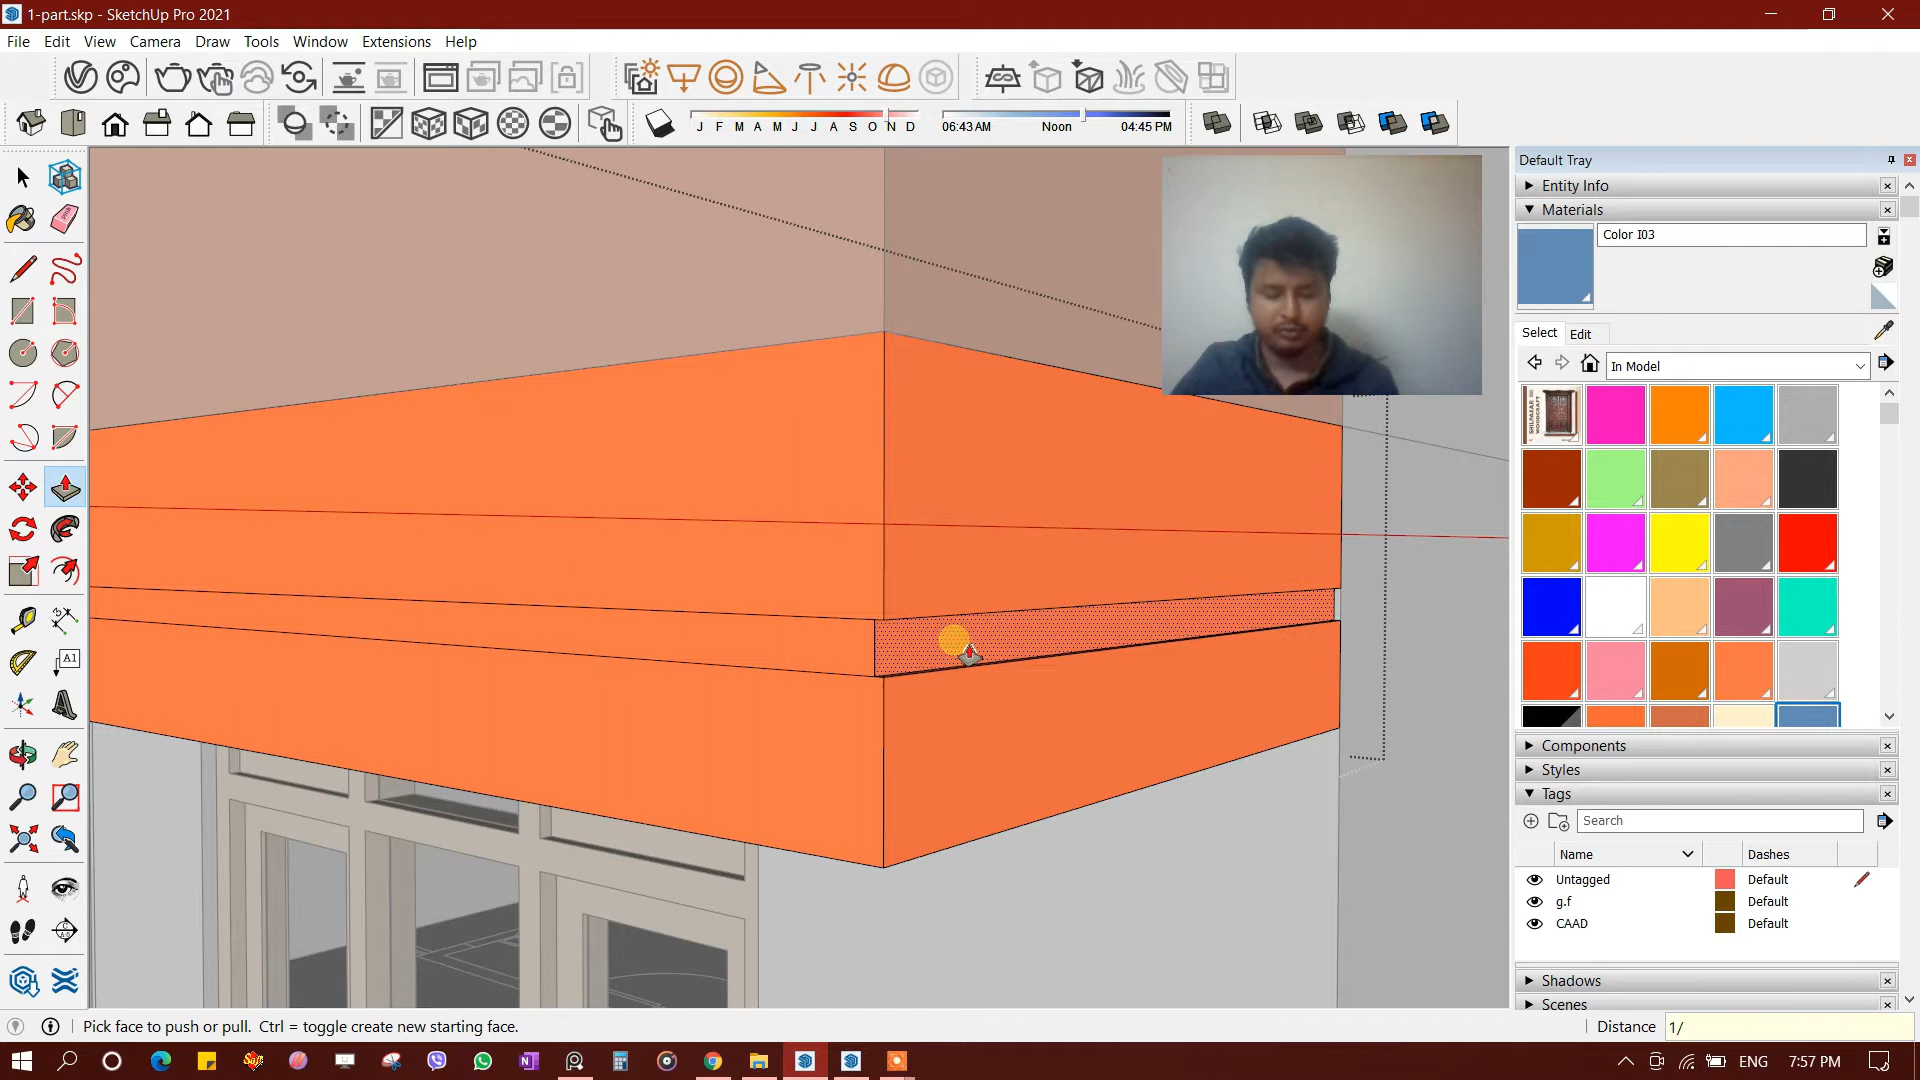 1-part.skp - SketchUp Pro 2021
File Edit View Camera Draw Tools Window Extensions Help
J F M A M J J A S O N D
06:43 AM Noon 04:45 PM
Default Tray
Entity Info
Materials
Color I03
Select Edit
In Model
SHILPAKAR
WOODCRAFT
A1
Components
Styles
Tags
Search
Name Dashes
Untagged Default
g.f Default
CAAD Default
Shadows
Scenes
Pick face to push or pull. Ctrl = toggle create new starting face.
Distance 1/
ENG 7:57 PM